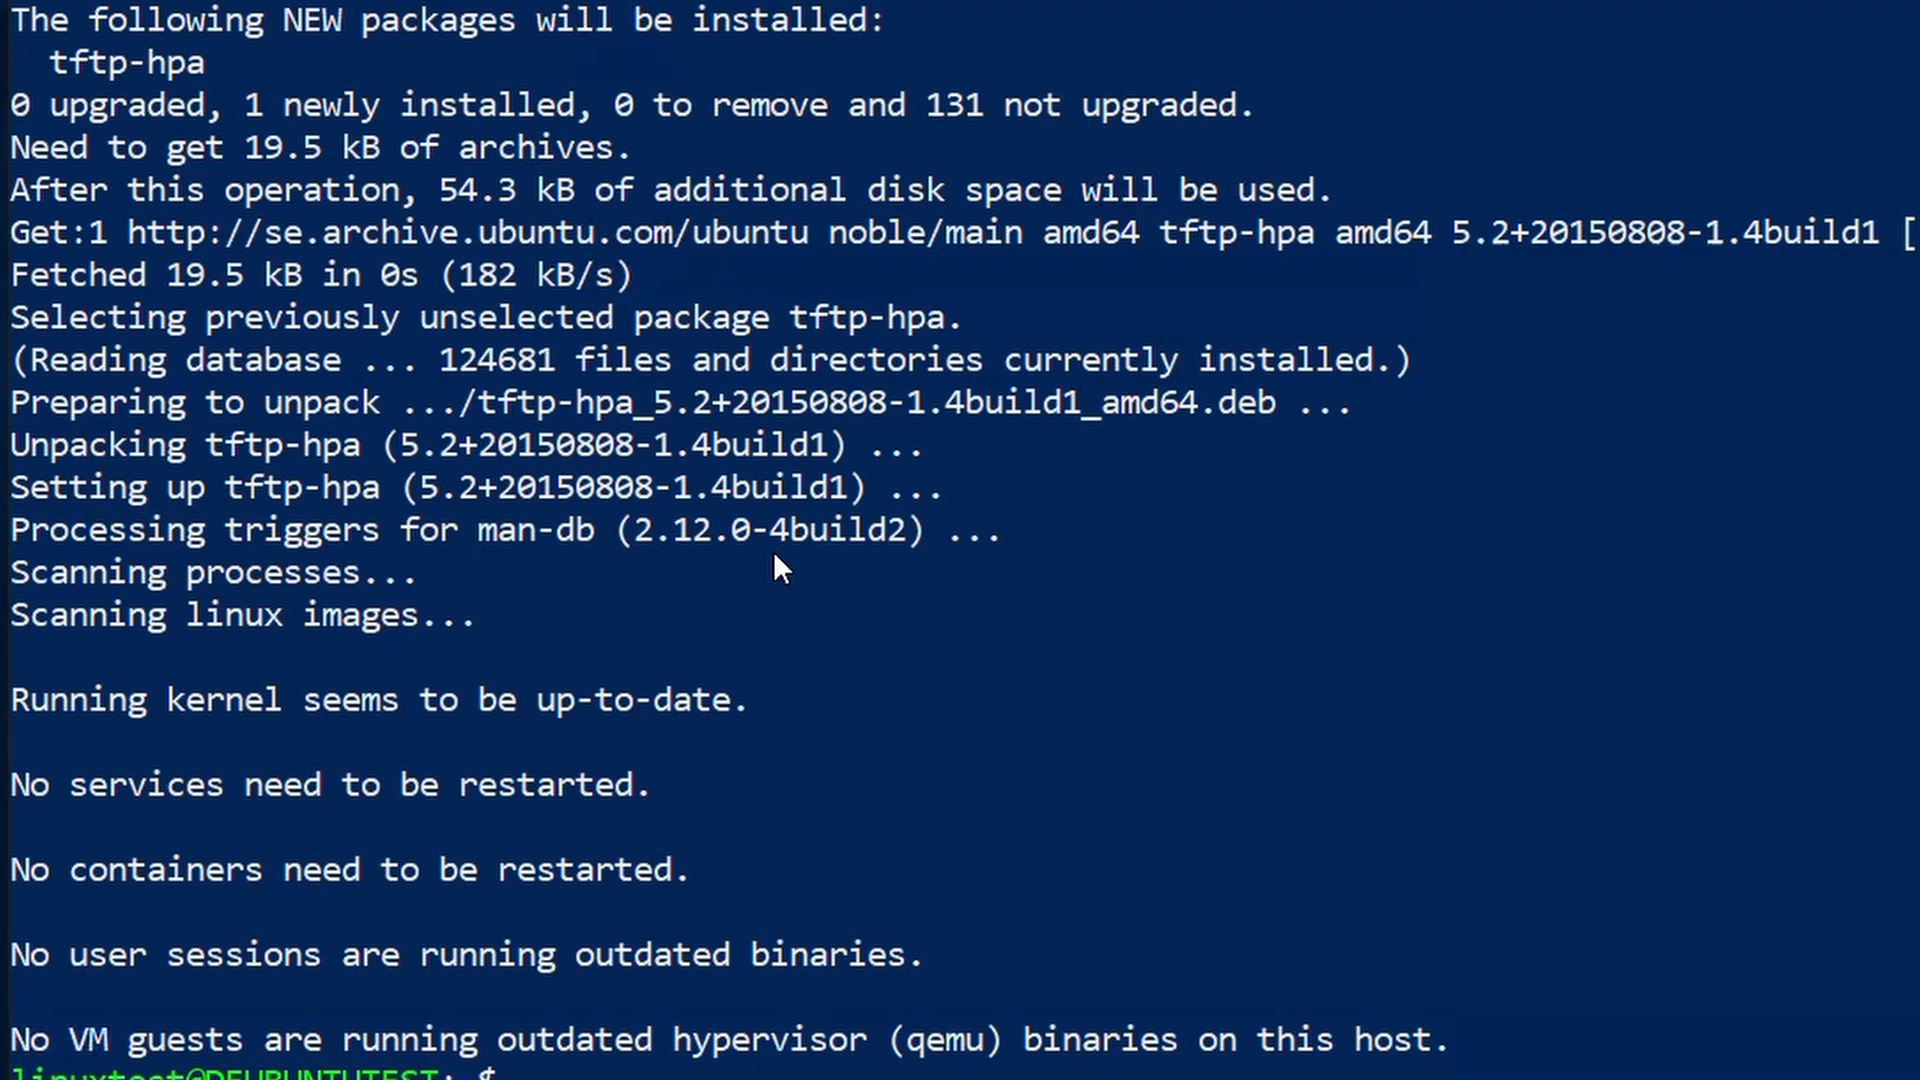 The following NEW packages will be installed:
  tftp-hpa
0 upgraded, 1 newly installed, 0 to remove and 131 not upgraded.
Need to get 19.5 kB of archives.
After this operation, 54.3 kB of additional disk space will be used.
Get:1 http://se.archive.ubuntu.com/ubuntu noble/main amd64 tftp-hpa amd64 5.2+20150808-1.4build1 [
Fetched 19.5 kB in 0s (182 kB/s)
Selecting previously unselected package tftp-hpa.
(Reading database ... 124681 files and directories currently installed.)
Preparing to unpack .../tftp-hpa_5.2+20150808-1.4build1_amd64.deb ...
Unpacking tftp-hpa (5.2+20150808-1.4build1) ...
Setting up tftp-hpa (5.2+20150808-1.4build1) ...
Processing triggers for man-db (2.12.0-4build2) ...
Scanning processes...
Scanning linux images...
Running kernel seems to be up-to-date.
No services need to be restarted.
No containers need to be restarted.
No user sessions are running outdated binaries.
No VM guests are running outdated hypervisor (qemu) binaries on this host.
linuxtest@DEUBUNTUTEST:~$